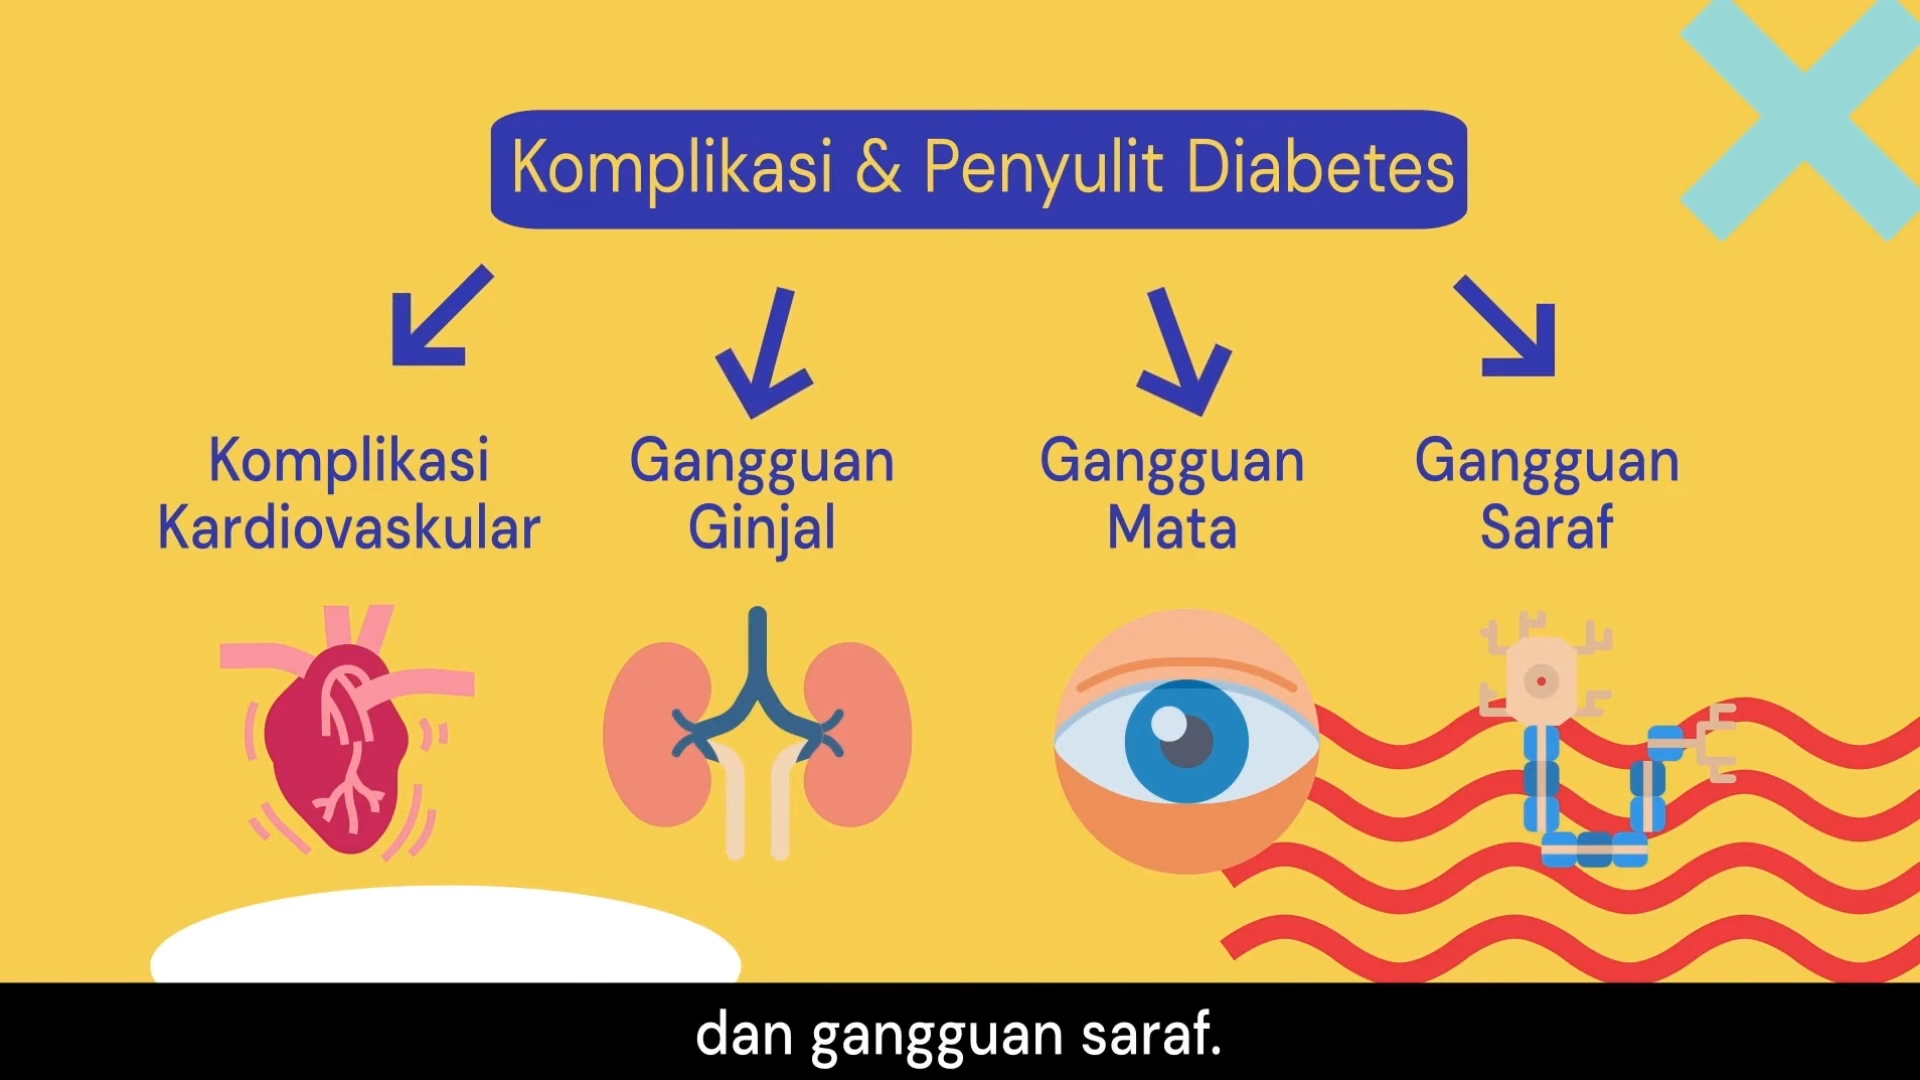 Komplikasi & Penyulit Diabetes
Komplikasi
Kardiovaskular
Gangguan
Ginjal
Gangguan
Mata
Gangguan
Saraf
dan gangguan saraf.